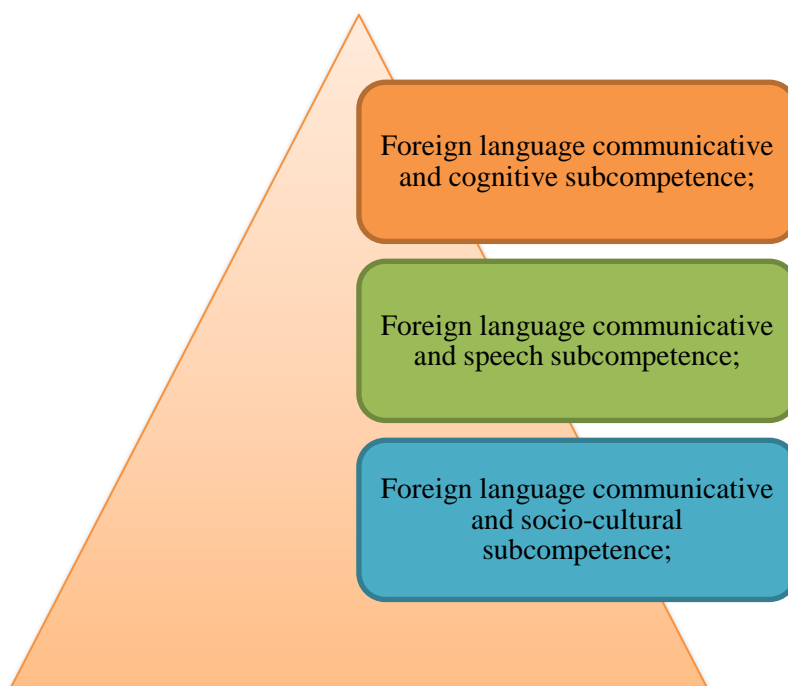 Foreign language communicative
and cognitive subcompetence;
Foreign language communicative
and speech subcompetence;
Foreign language communicative
and socio-cultural
subcompetence;